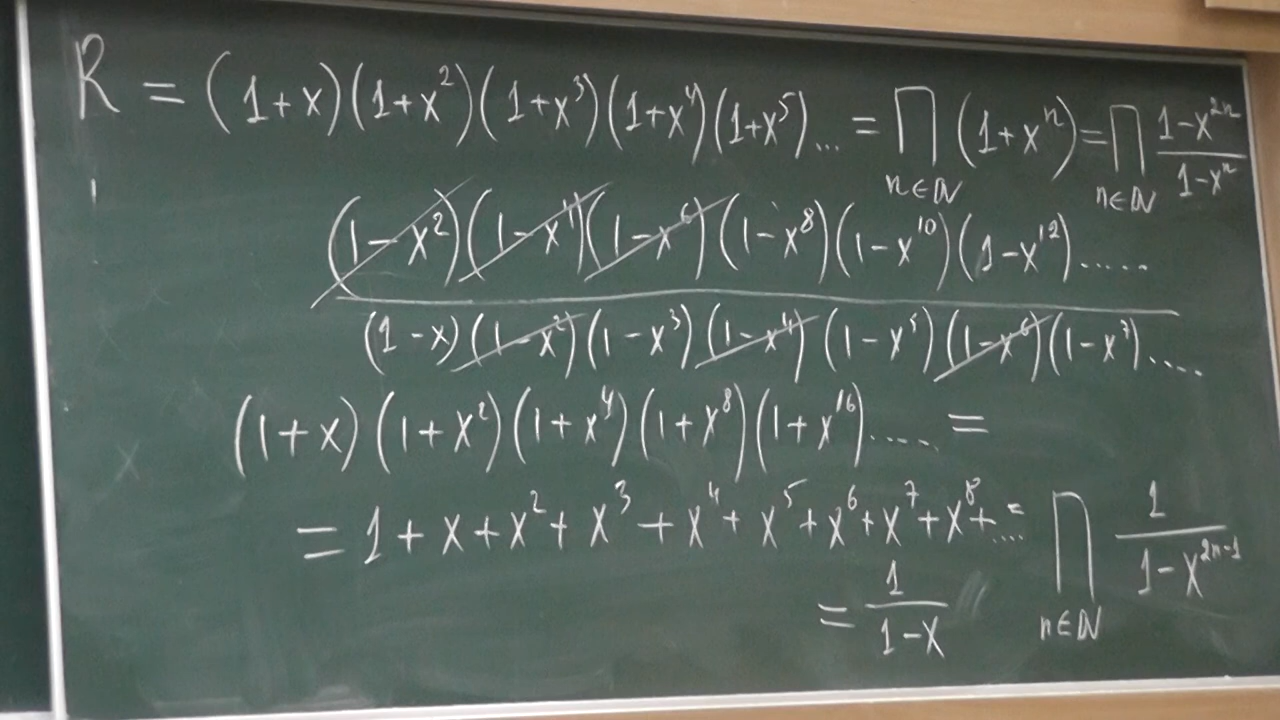 R = (1+x)(1+x²)(1+x³)(1+x⁴)(1+x⁵)... = ∏_{n∈ℕ} (1+xⁿ) = ∏_{n∈ℕ} \frac{1-x^{2n}}{1-x^n}
(1-x²)(1-x⁴)(1-x⁶)(1-x⁸)(1-x¹⁰)(1-x¹²).....
(1-x)(1-x²)(1-x³)(1-x⁴)(1-x⁵)(1-x⁶)(1-x⁷)....
(1+x)(1+x²)(1+x⁴)(1+x⁸)(1+x¹⁶)..... =
= 1+x+x²+x³+x⁴+x⁵+x⁶+x⁷+x⁸+.... = ∏_{n∈ℕ} \frac{1}{1-x^{2n-1}}
= \frac{1}{1-x}